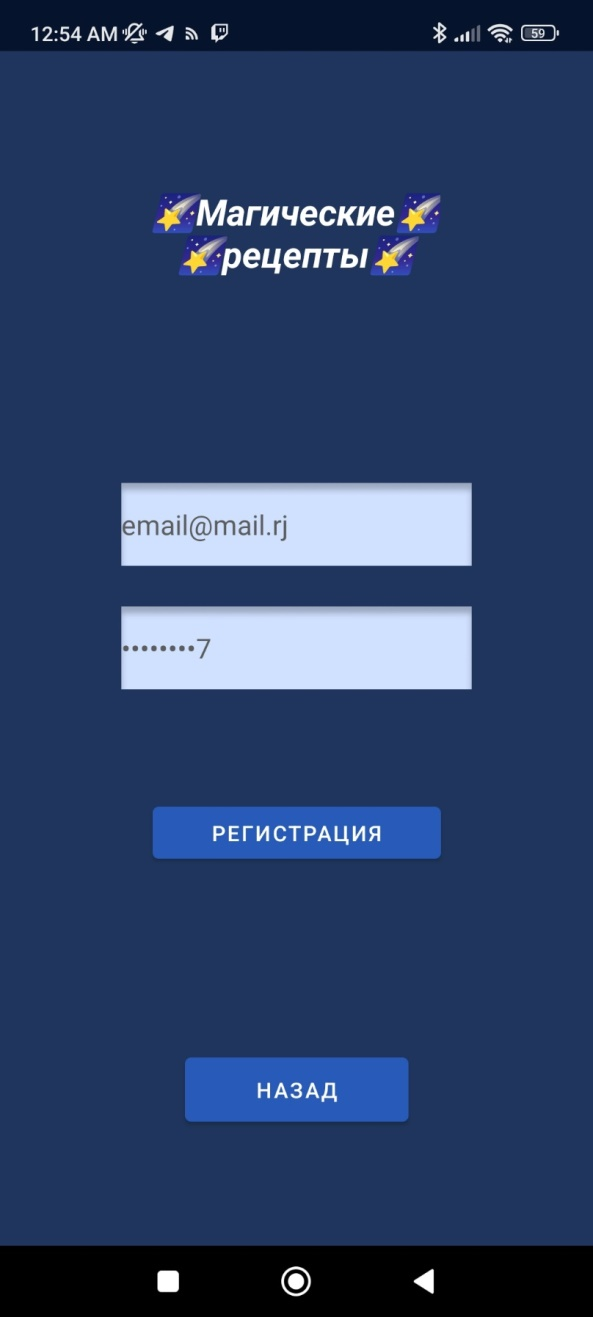 12:54 AM
59
Магические
рецепты
email@mail.rj
••••••••7
РЕГИСТРАЦИЯ
НАЗАД